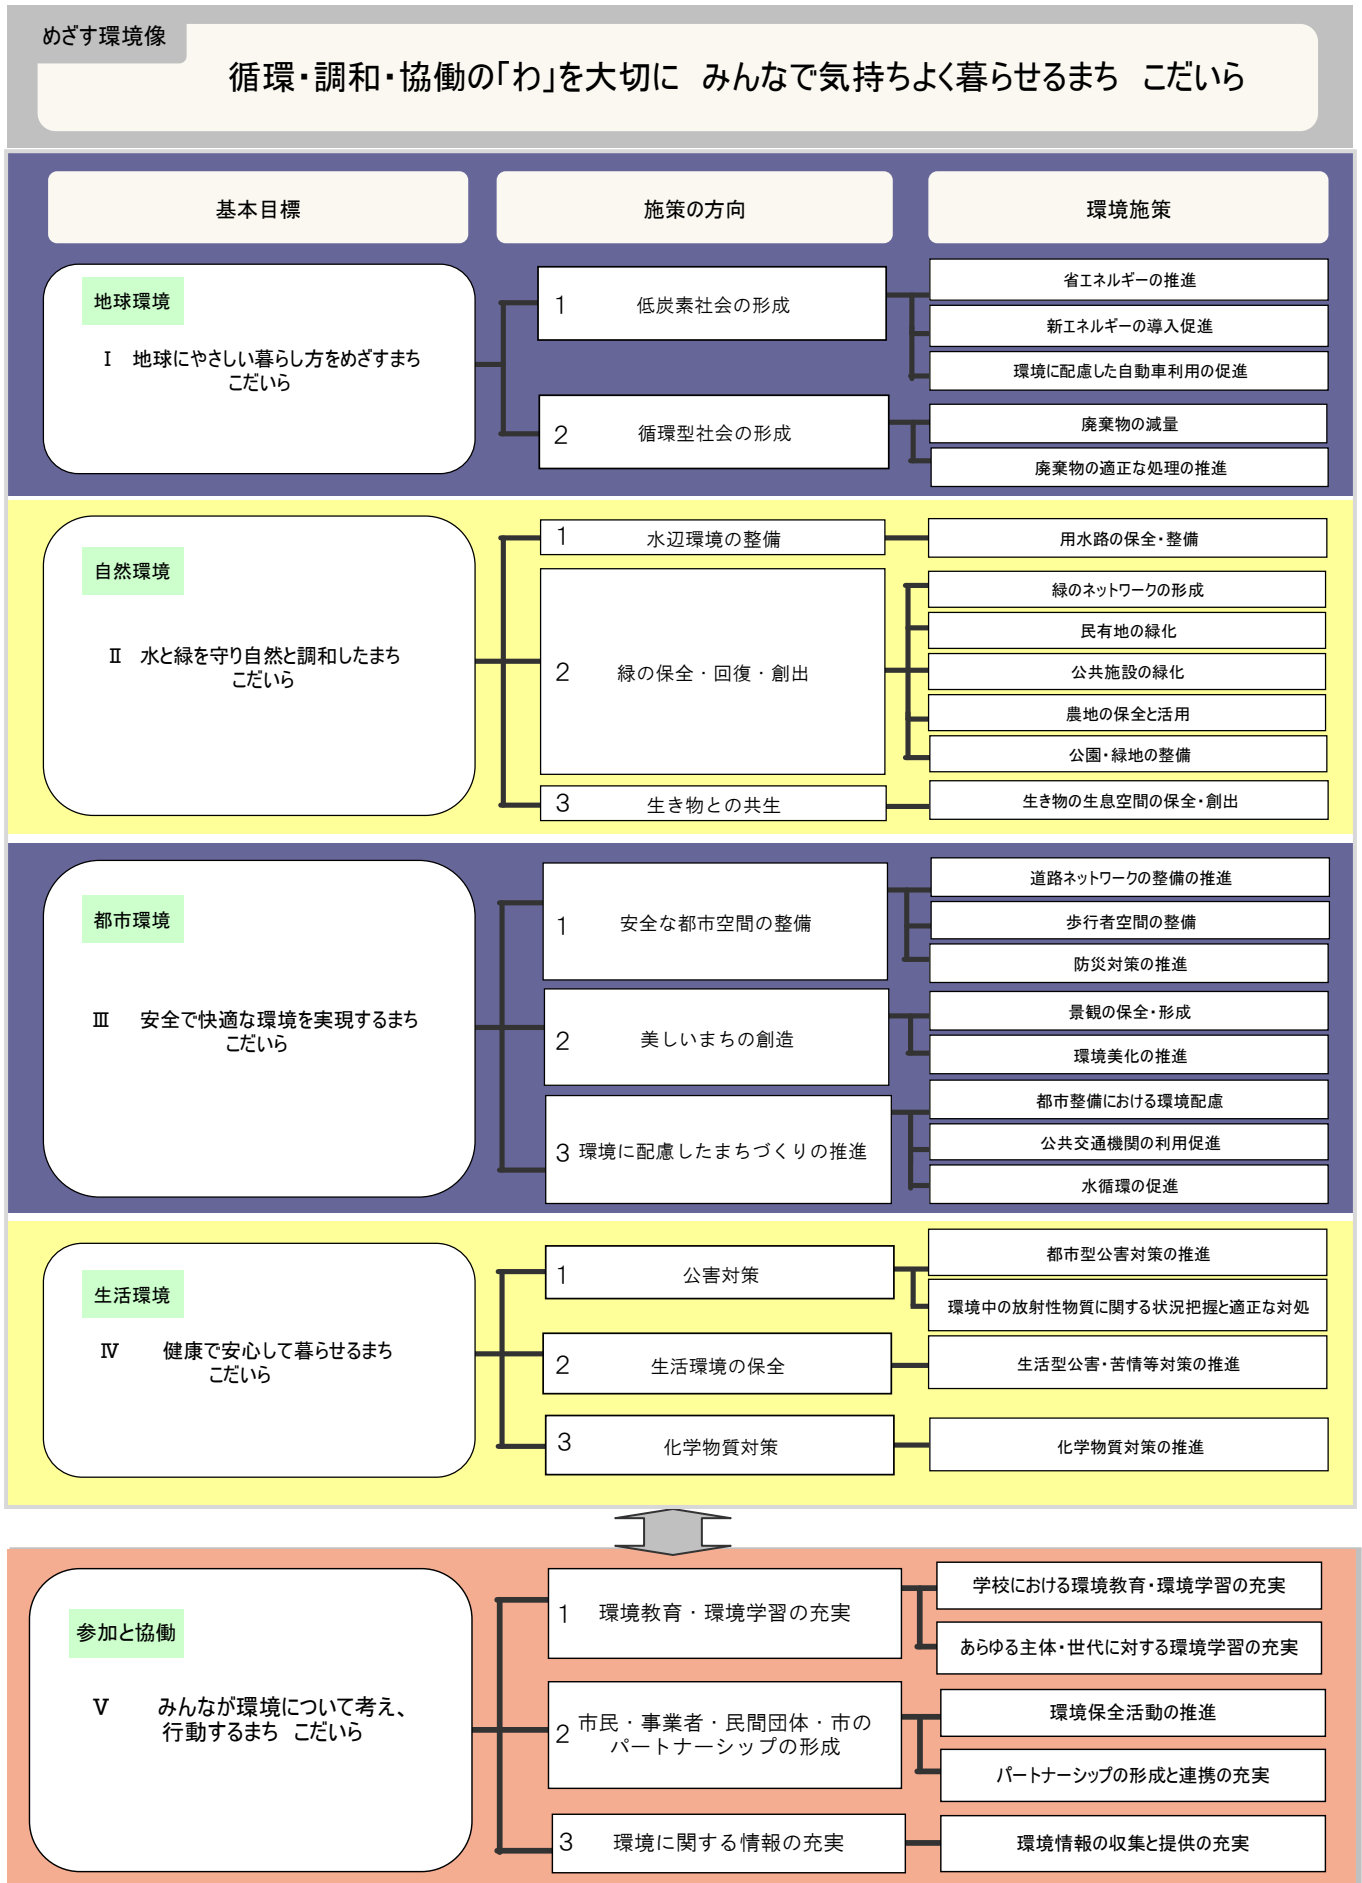 めざす環境像
循環・調和・協働の「わ」を大切に　みんなで気持ちよく暮らせるまち　こだいら
基本目標
施策の方向
環境施策
地球環境
Ⅰ　地球にやさしい暮らし方をめざすまち
こだいら
1　低炭素社会の形成
省エネルギーの推進
新エネルギーの導入促進
環境に配慮した自動車利用の促進
2　循環型社会の形成
廃棄物の減量
廃棄物の適正な処理の推進
自然環境
Ⅱ　水と緑を守り自然と調和したまち
こだいら
1　水辺環境の整備
用水路の保全・整備
2　緑の保全・回復・創出
緑のネットワークの形成
民有地の緑化
公共施設の緑化
農地の保全と活用
公園・緑地の整備
3　生き物との共生
生き物の生息空間の保全・創出
都市環境
Ⅲ　安全で快適な環境を実現するまち
こだいら
1　安全な都市空間の整備
道路ネットワークの整備の推進
歩行者空間の整備
防災対策の推進
2　美しいまちの創造
景観の保全・形成
環境美化の推進
3　環境に配慮したまちづくりの推進
都市整備における環境配慮
公共交通機関の利用促進
水循環の促進
生活環境
Ⅳ　健康で安心して暮らせるまち
こだいら
1　公害対策
都市型公害対策の推進
環境中の放射性物質に関する状況把握と適正な対処
2　生活環境の保全
生活型公害・苦情等対策の推進
3　化学物質対策
化学物質対策の推進
参加と協働
Ⅴ　みんなが環境について考え、
行動するまち　こだいら
1　環境教育・環境学習の充実
学校における環境教育・環境学習の充実
あらゆる主体・世代に対する環境学習の充実
2　市民・事業者・民間団体・市の
パートナーシップの形成
環境保全活動の推進
パートナーシップの形成と連携の充実
3　環境に関する情報の充実
環境情報の収集と提供の充実